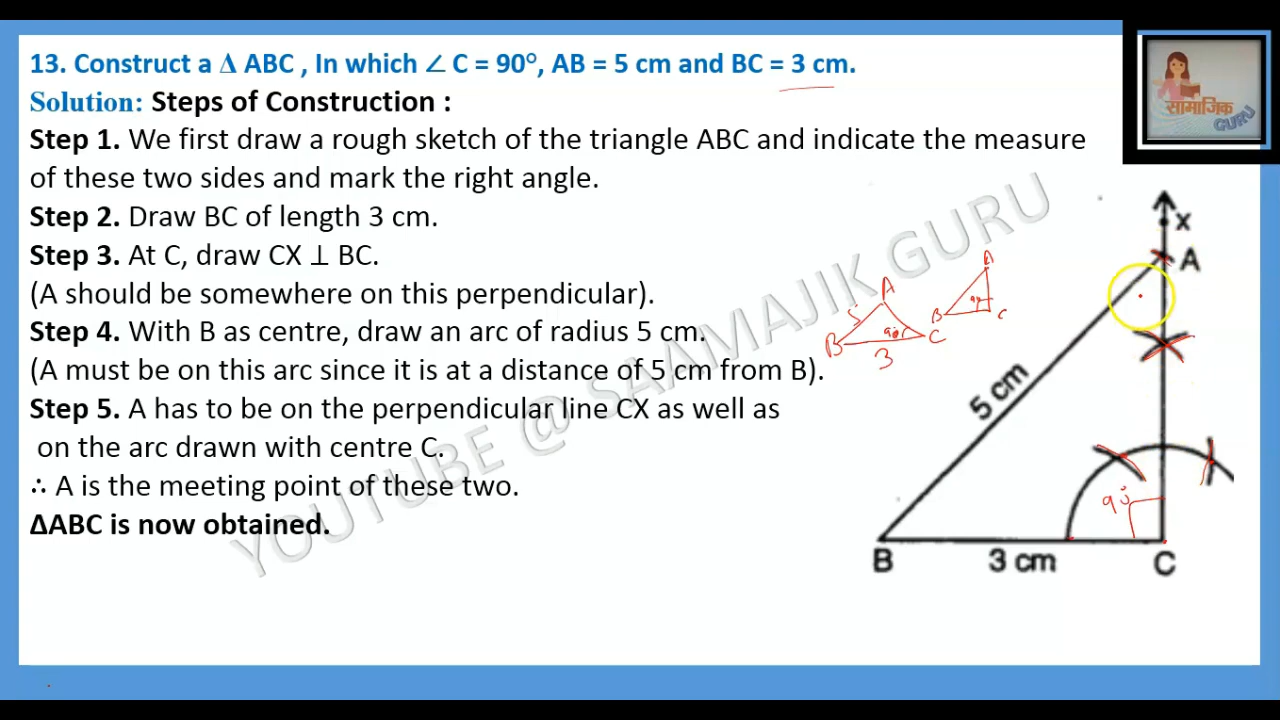 13. Construct a Δ ABC , In which ∠ C = 90°, AB = 5 cm and BC = 3 cm.
Solution: Steps of Construction :
Step 1. We first draw a rough sketch of the triangle ABC and indicate the measure
of these two sides and mark the right angle.
Step 2. Draw BC of length 3 cm.
Step 3. At C, draw CX ⊥ BC.
(A should be somewhere on this perpendicular).
Step 4. With B as centre, draw an arc of radius 5 cm.
(A must be on this arc since it is at a distance of 5 cm from B).
Step 5. A has to be on the perpendicular line CX as well as
on the arc drawn with centre C.
∴ A is the meeting point of these two.
ΔABC is now obtained.
सामाजिक
GURU
YOUTUBE @ SAAMAJIK GURU
A
5
90°
B
3
C
A
B
C
X
A
5 cm
90°
B
3 cm
C